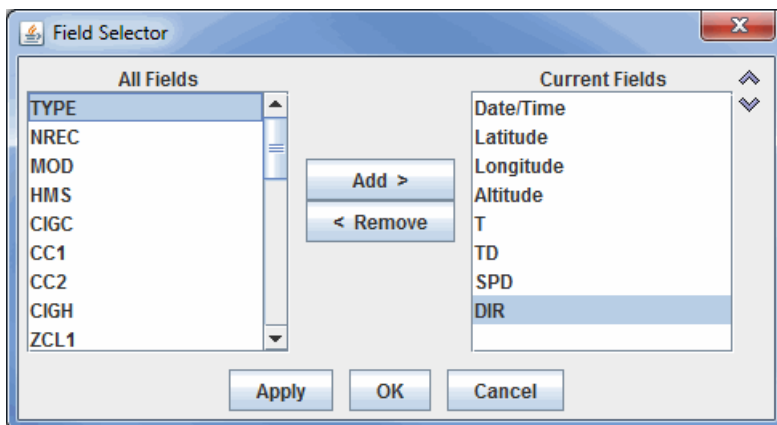 Field Selector
All Fields
TYPE
NREC
MOD
HMS
CIGC
CC1
CC2
CIGH
ZCL1
Add >
< Remove
Current Fields
Date/Time
Latitude
Longitude
Altitude
T
TD
SPD
DIR
Apply
OK
Cancel